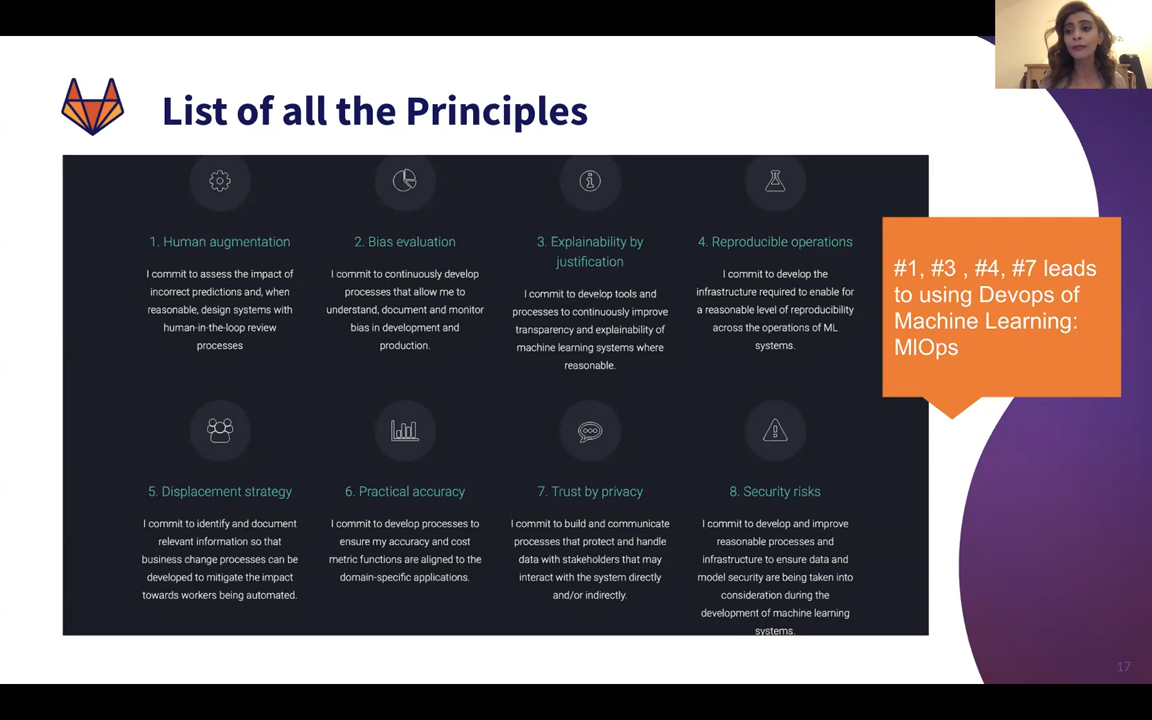 List of all the Principles
1. Human augmentation
I commit to assess the impact of
incorrect predictions and, when
reasonable, design systems with
human-in-the-loop review
processes
2. Bias evaluation
I commit to continuously develop
processes that allow me to
understand, document and monitor
bias in development and
production.
3. Explainability by
justification
I commit to develop tools and
processes to continuously improve
transparency and explainability of
machine learning systems where
reasonable.
4. Reproducible operations
I commit to develop the
infrastructure required to enable for
a reasonable level of reproducibility
across the operations of ML
systems.
#1, #3 , #4, #7 leads
to using Devops of
Machine Learning:
MlOps
5. Displacement strategy
I commit to identify and document
relevant information so that
business change processes can be
developed to mitigate the impact
towards workers being automated.
6. Practical accuracy
I commit to develop processes to
ensure my accuracy and cost
metric functions are aligned to the
domain-specific applications.
7. Trust by privacy
I commit to build and communicate
processes that protect and handle
data with stakeholders that may
interact with the system directly
and/or indirectly.
8. Security risks
I commit to develop and improve
reasonable processes and
infrastructure to ensure data and
model security are being taken into
consideration during the
development of machine learning
systems.
17